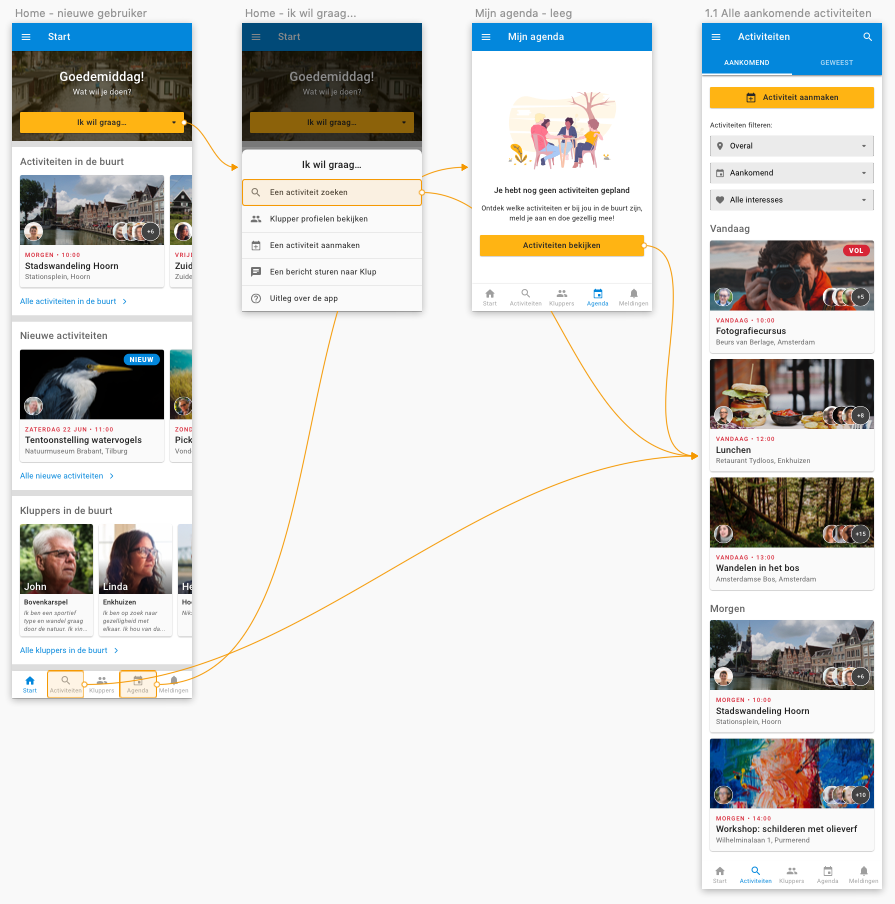 Home - nieuwe gebruiker
Start
Goedemiddag!
Wat wil je doen?
Ik wil graag...
Activiteiten in de buurt
+6
MORGEN • 10:00
Stadswandeling Hoorn
Stationsplein, Hoorn
VRIJ
Zuid
Zuide
Alle activiteiten in de buurt
Nieuwe activiteiten
NIEUW
ZATERDAG 22 JUN • 11:00
Tentoonstelling watervogels
Natuurmuseum Brabant, Tilburg
ZOND
Pick
Vond
Alle nieuwe activiteiten
Kluppers in de buurt
John
Bovenkarspel
Ik ben een sportief
type en wandel graag
door de natuur. Ik vin...
Linda
Enkhuizen
Ik ben op zoek naar
gezelligheid met
elkaar. Ik hou van da...
He
Hoo
Nik
Alle kluppers in de buurt
Start
Activiteiten
Kluppers
Agenda
Meldingen
Home - ik wil graag...
Start
Goedemiddag!
Wat wil je doen?
Ik wil graag...
Ik wil graag...
Een activiteit zoeken
Klupper profielen bekijken
Een activiteit aanmaken
Een bericht sturen naar Klup
Uitleg over de app
Mijn agenda - leeg
Mijn agenda
Je hebt nog geen activiteiten gepland
Ontdek welke activiteiten er bij jou in de buurt zijn,
meld je aan en doe gezellig mee!
Activiteiten bekijken
Start
Activiteiten
Kluppers
Agenda
Meldingen
1.1 Alle aankomende activiteiten
Activiteiten
AANKOMEND
GEWEEST
Activiteit aanmaken
Activiteiten filteren:
Overal
Aankomend
Alle interesses
Vandaag
VOL
+5
VANDAAG • 10:00
Fotografiecursus
Beurs van Berlage, Amsterdam
+8
VANDAAG • 12:00
Lunchen
Retaurant Tydloos, Enkhuizen
+15
VANDAAG • 13:00
Wandelen in het bos
Amsterdamse Bos, Amsterdam
Morgen
+6
MORGEN • 10:00
Stadswandeling Hoorn
Stationsplein, Hoorn
+10
MORGEN • 14:00
Workshop: schilderen met olieverf
Wilhelminalaan 1, Purmerend
Start
Activiteiten
Kluppers
Agenda
Meldingen